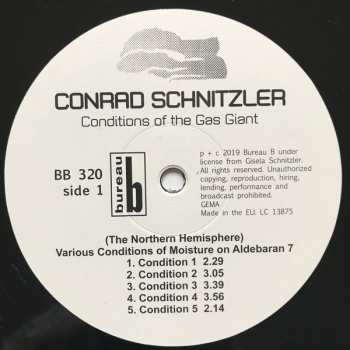 CONRAD SCHNITZLER
Conditions of the Gas Giant
BB 320
side 1
bureau b
p + c 2019 Bureau B under
license from Gisela Schnitzler.
All rights reserved. Unauthorized
copying, reproduction, hiring,
lending, performance and
broadcast prohibited.
GEMA
Made in the EU. LC 13875
(The Northern Hemisphere)
Various Conditions of Moisture on Aldebaran 7
1. Condition 1 2.29
2. Condition 2 3.05
3. Condition 3 3.39
4. Condition 4 3.56
5. Condition 5 2.14